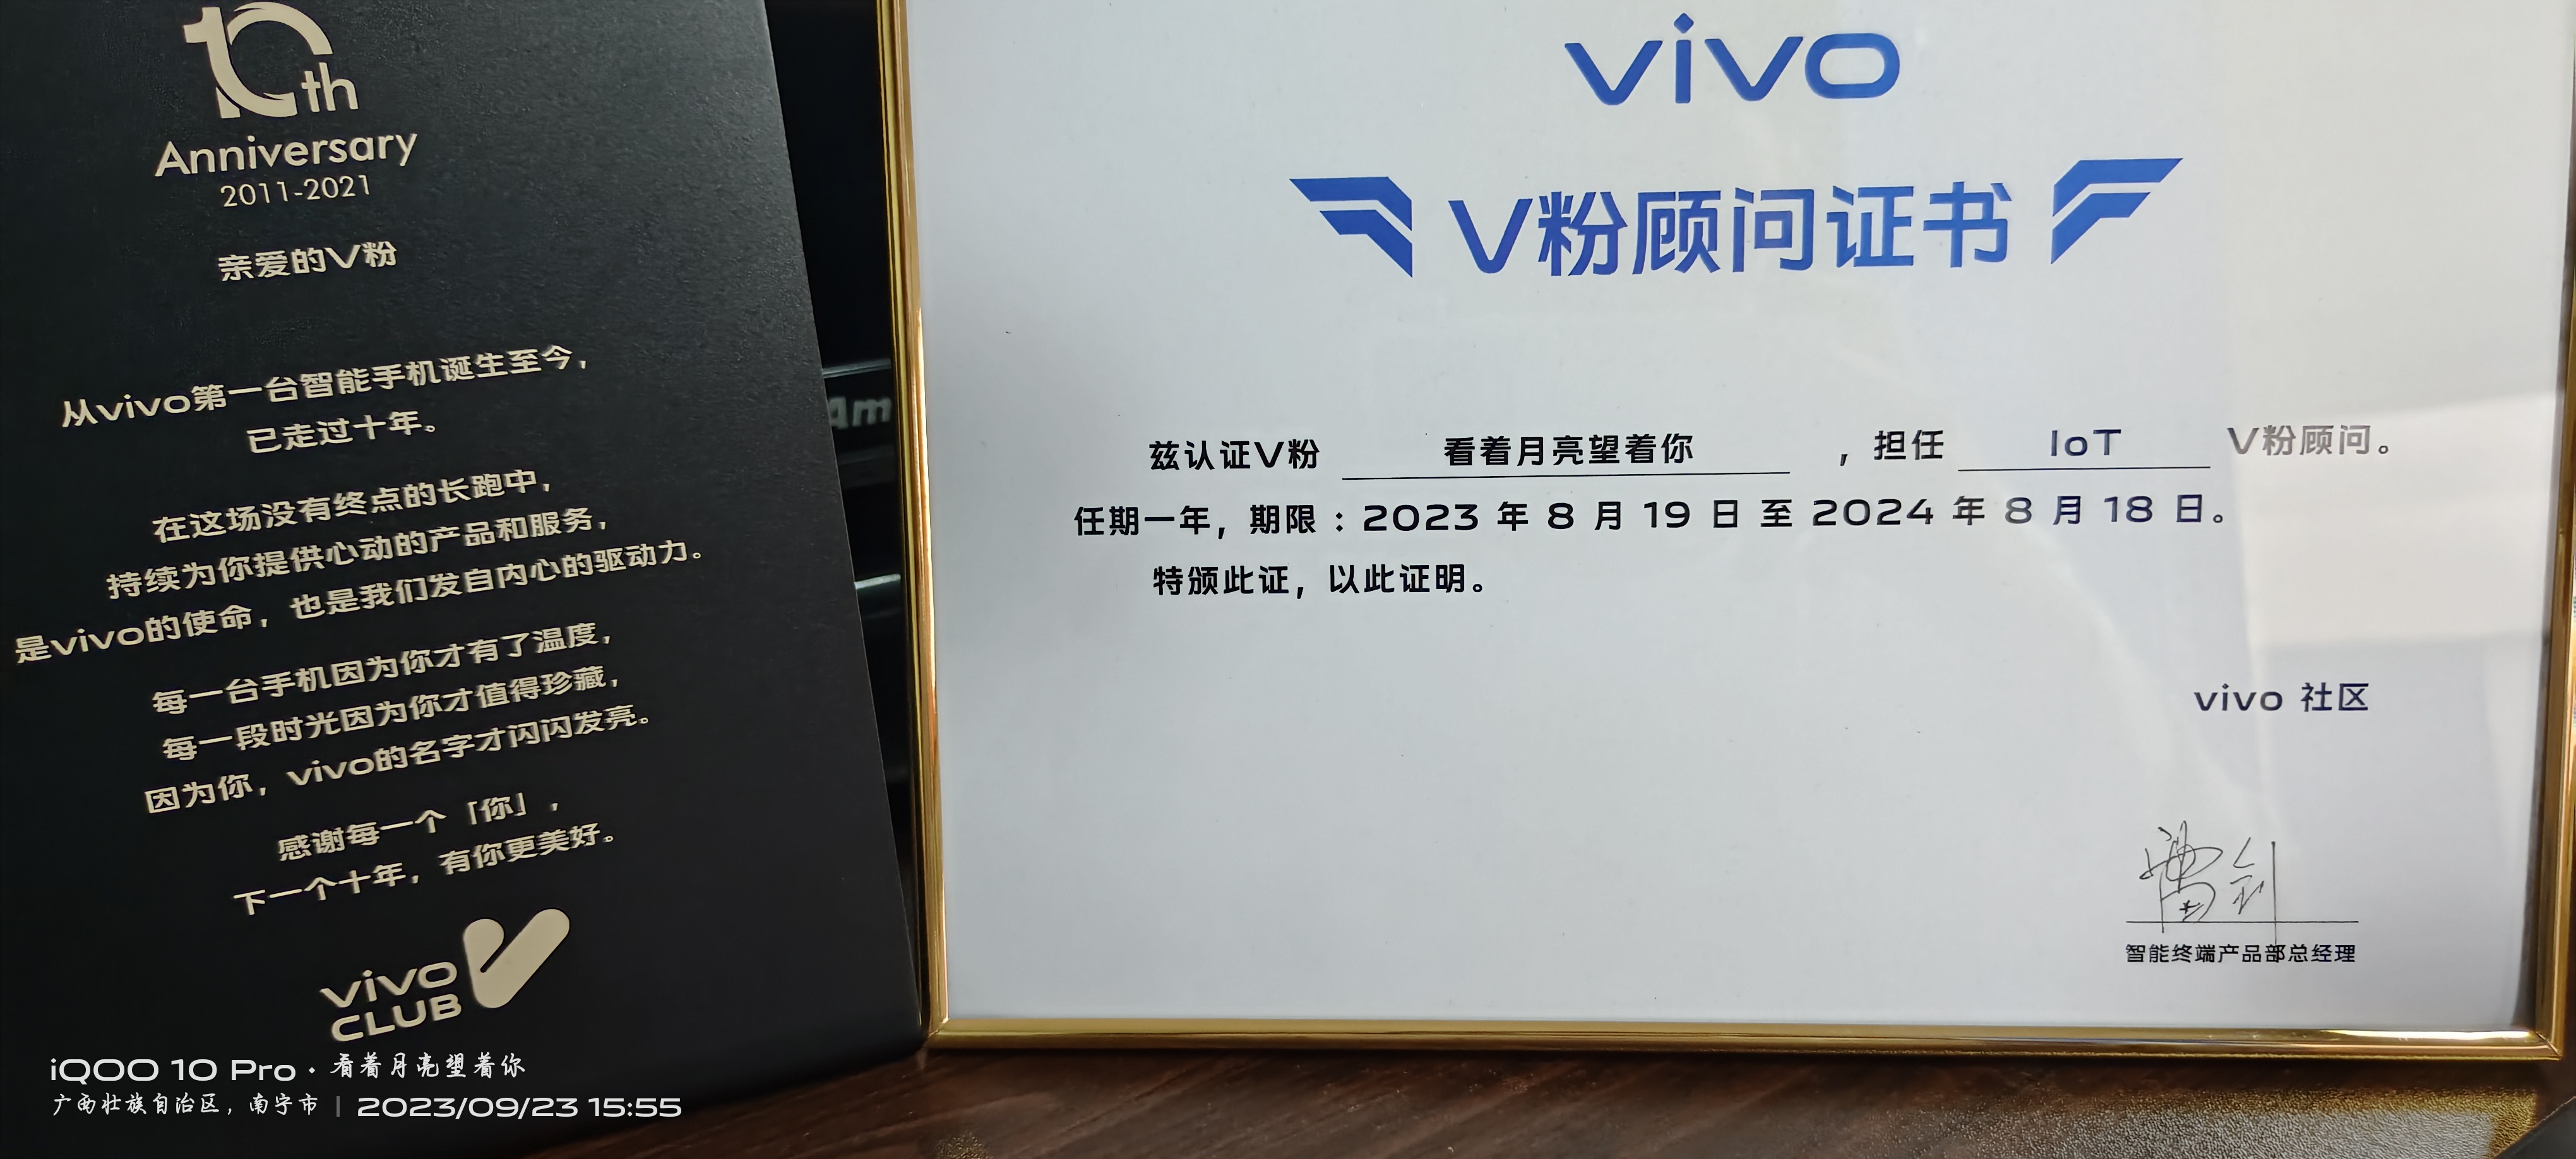 10th
Anniversary
2011-2021
亲爱的V粉
从vivo第一台智能手机诞生至今，
已走过十年。
在这场没有终点的长跑中，
持续为你提供心动的产品和服务，
是vivo的使命，也是我们发自内心的驱动力。
每一台手机因为你才有了温度，
每一段时光因为你才值得珍藏，
因为你，vivo的名字才闪闪发亮。
感谢每一个「你」，
下一个十年，有你更美好。
vivo
CLUB
Am
vivo
V粉顾问证书
兹认证V粉 看着月亮望着你 ，担任 IoT V粉顾问。
任期一年，期限：2023 年 8 月 19 日 至 2024 年 8 月 18 日。
特颁此证，以此证明。
vivo 社区
智能终端产品部总经理
iQOO 10 Pro · 看着月亮望着你
广西壮族自治区，南宁市 | 2023/09/23 15:55